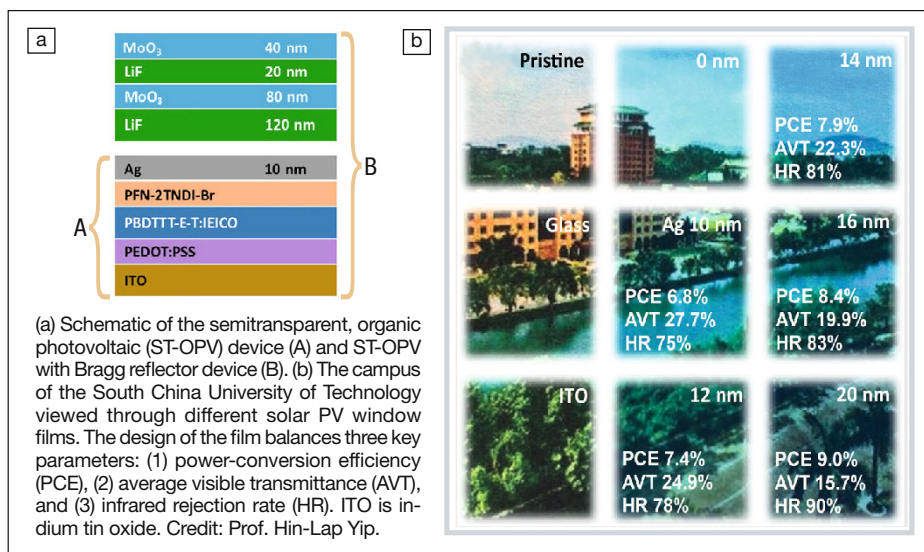 a
MoO₃ 40 nm
LiF 20 nm
MoO₃ 80 nm
LiF 120 nm
Ag 10 nm
PFN-2TNDI-Br
PBDTTT-E-T:IEICO
PEDOT:PSS
ITO
A
B
(a) Schematic of the semitransparent, organic
photovoltaic (ST-OPV) device (A) and ST-OPV
with Bragg reflector device (B). (b) The campus
of the South China University of Technology
viewed through different solar PV window
films. The design of the film balances three key
parameters: (1) power-conversion efficiency
(PCE), (2) average visible transmittance (AVT),
and (3) infrared rejection rate (HR). ITO is in-
dium tin oxide. Credit: Prof. Hin-Lap Yip.
b
Pristine
0 nm
14 nm
PCE 7.9%
AVT 22.3%
HR 81%
Glass
Ag 10 nm
PCE 6.8%
AVT 27.7%
HR 75%
16 nm
PCE 8.4%
AVT 19.9%
HR 83%
ITO
12 nm
PCE 7.4%
AVT 24.9%
HR 78%
20 nm
PCE 9.0%
AVT 15.7%
HR 90%